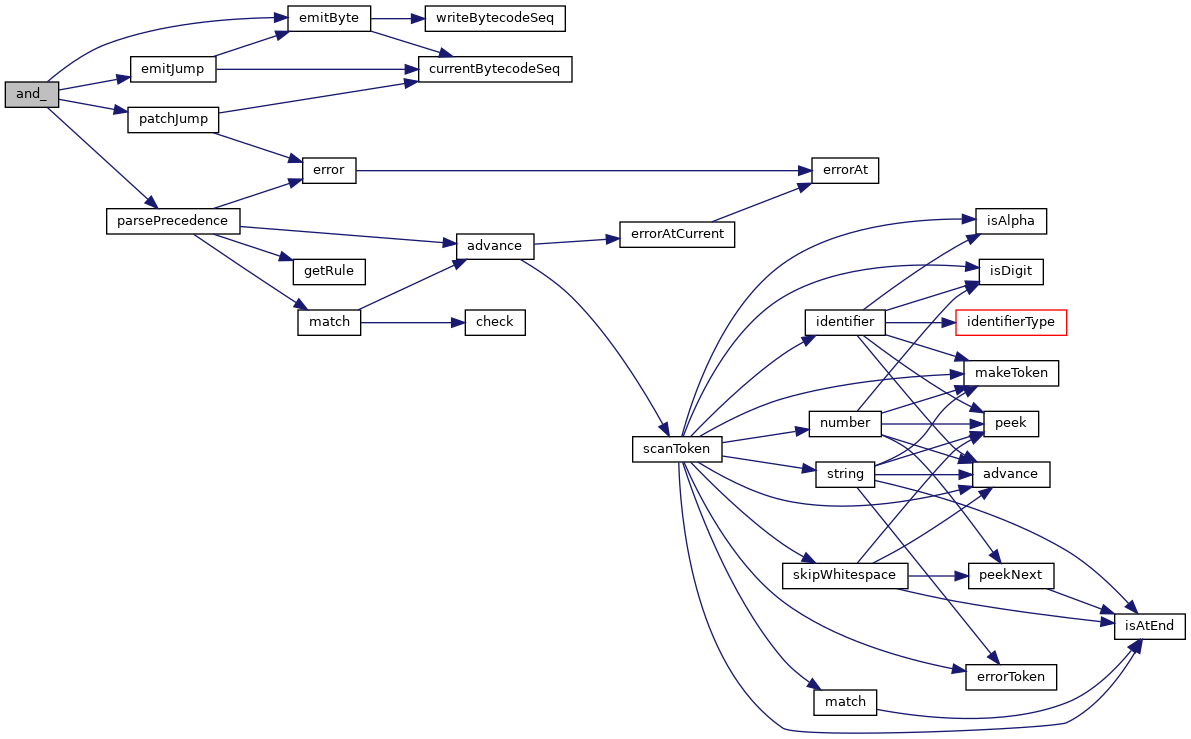 and_
emitByte
writeBytecodeSeq
emitJump
currentBytecodeSeq
patchJump
error
errorAt
parsePrecedence
advance
errorAtCurrent
getRule
match
check
isAlpha
isDigit
identifier
identifierType
makeToken
number
peek
scanToken
string
advance
skipWhitespace
peekNext
isAtEnd
errorToken
match